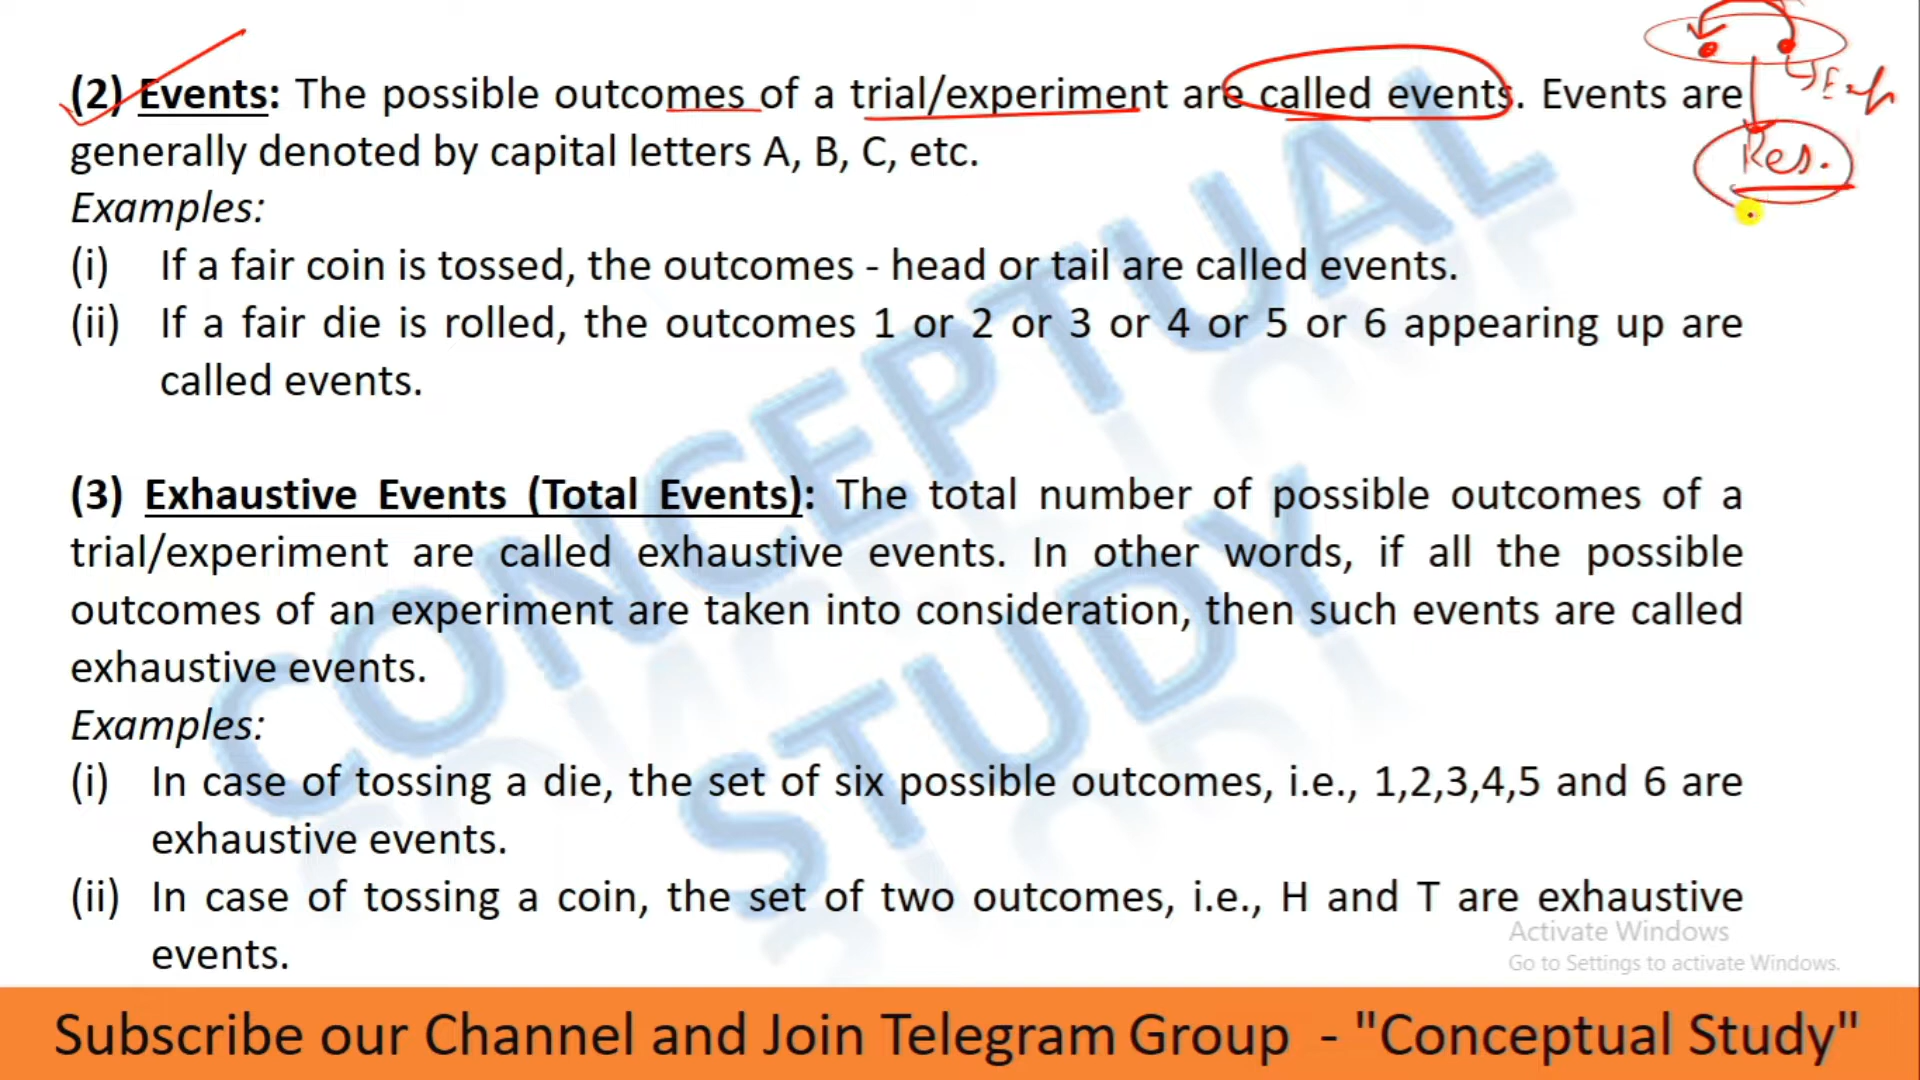 (2) Events: The possible outcomes of a trial/experiment are called events. Events are
generally denoted by capital letters A, B, C, etc.
Res.
Examples:
(i) If a fair coin is tossed, the outcomes - head or tail are called events.
(ii) If a fair die is rolled, the outcomes 1 or 2 or 3 or 4 or 5 or 6 appearing up are
called events.
(3) Exhaustive Events (Total Events): The total number of possible outcomes of a
trial/experiment are called exhaustive events. In other words, if all the possible
outcomes of an experiment are taken into consideration, then such events are called
exhaustive events.
Examples:
(i) In case of tossing a die, the set of six possible outcomes, i.e., 1,2,3,4,5 and 6 are
exhaustive events.
(ii) In case of tossing a coin, the set of two outcomes, i.e., H and T are exhaustive
events.
CONCEPTUAL
STUDY
Activate Windows
Go to Settings to activate Windows.
Subscribe our Channel and Join Telegram Group - "Conceptual Study"